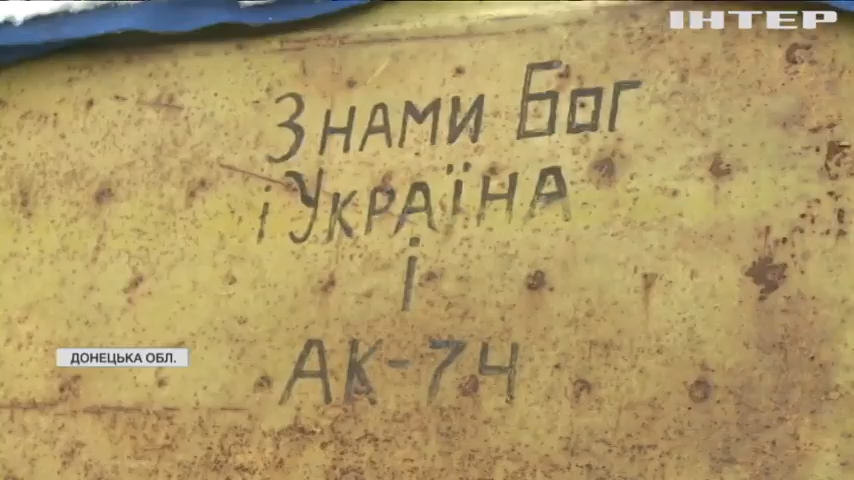 ІНТЕР
Знами Бог
і Україна
і
АК-74
ДОНЕЦЬКА ОБЛ.